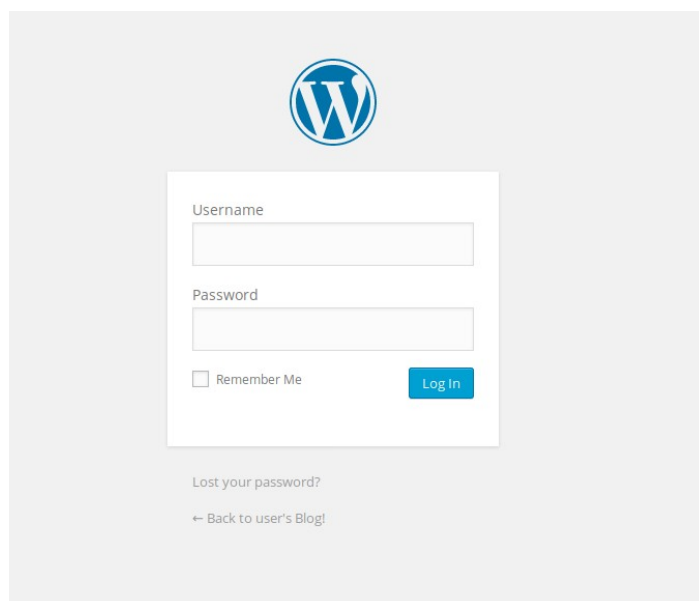 Username
Password
Remember Me
Log In
Lost your password?
← Back to user's Blog!